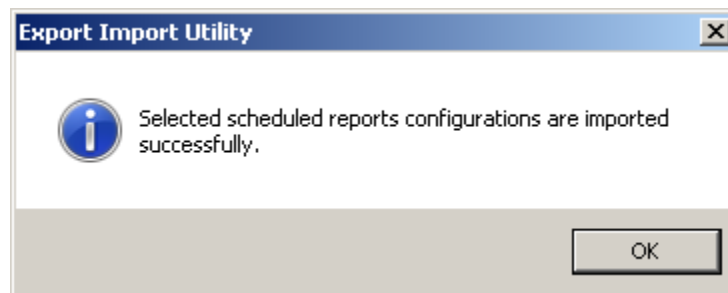 Export Import Utility
Selected scheduled reports configurations are imported
successfully.
OK